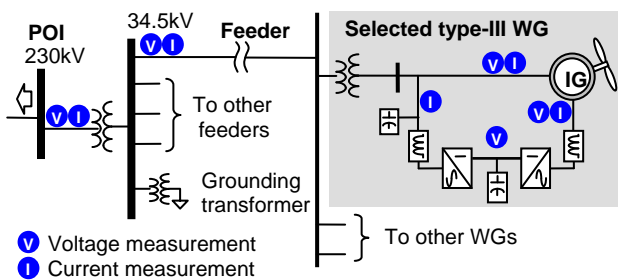 POI
230kV
34.5kV
V I
Feeder
Selected type-III WG
V I
IG
V I
I
V
V I
To other
feeders
Grounding
transformer
To other WGs
V Voltage measurement
I Current measurement